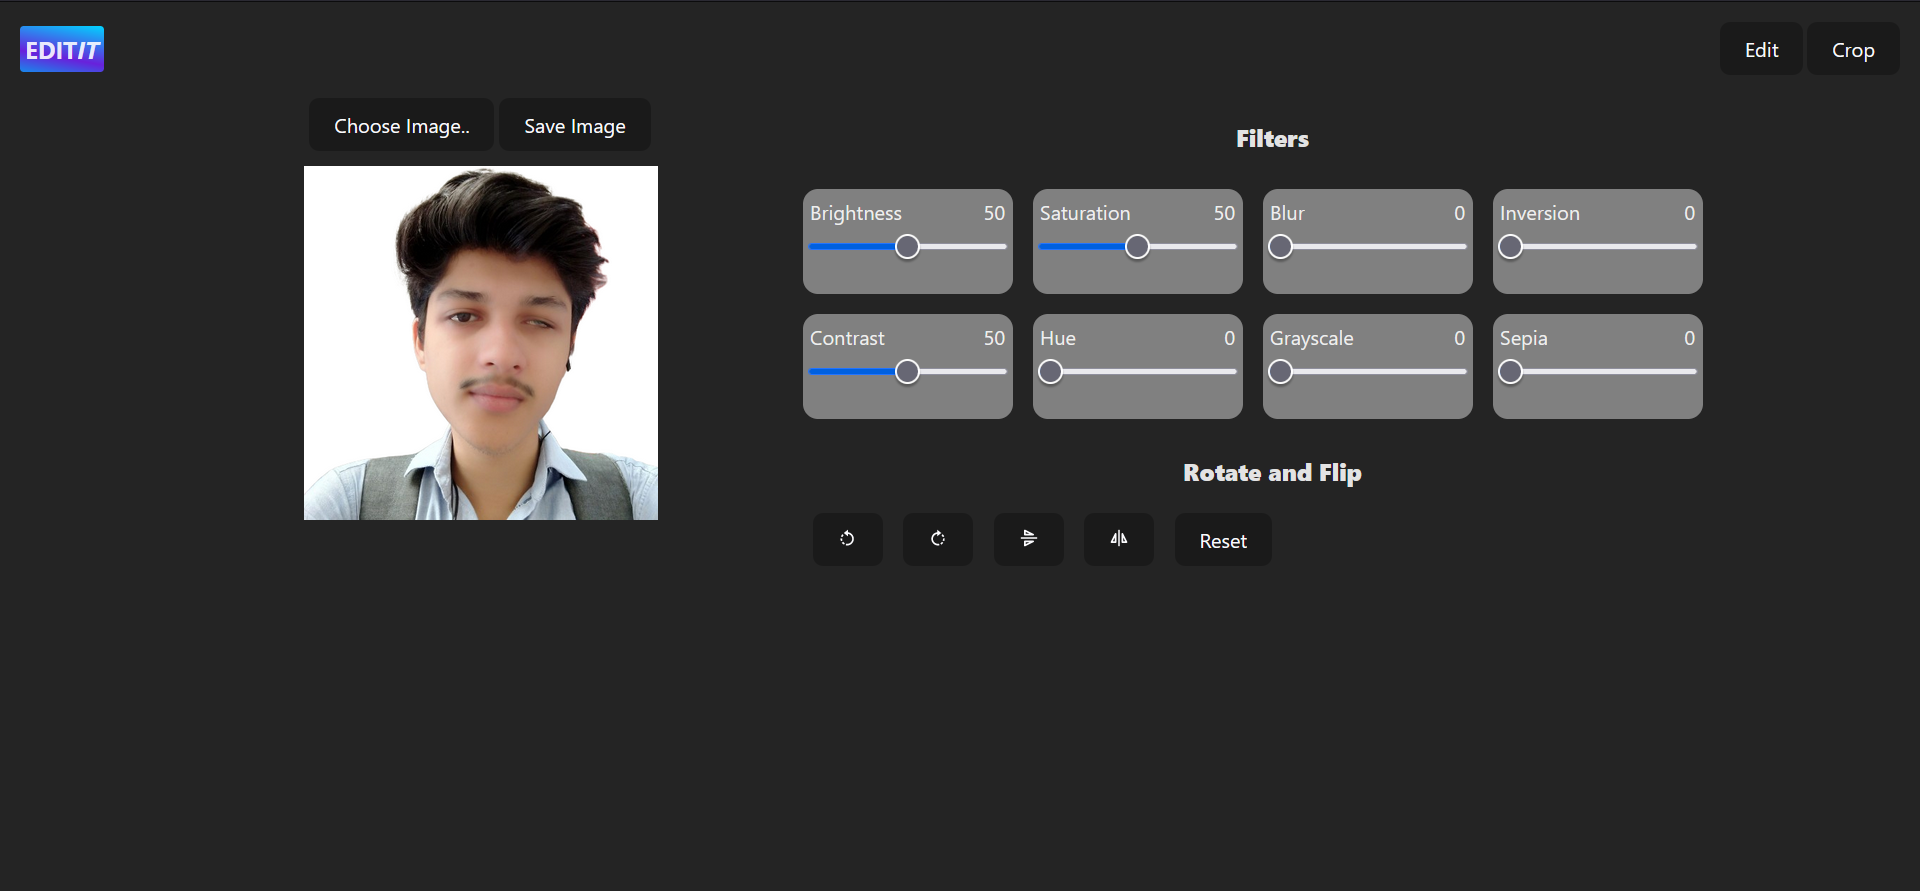 EDITIT
Edit
Crop
Choose Image..
Save Image
Filters
Brightness 50
Saturation 50
Blur 0
Inversion 0
Contrast 50
Hue 0
Grayscale 0
Sepia 0
Rotate and Flip
Reset